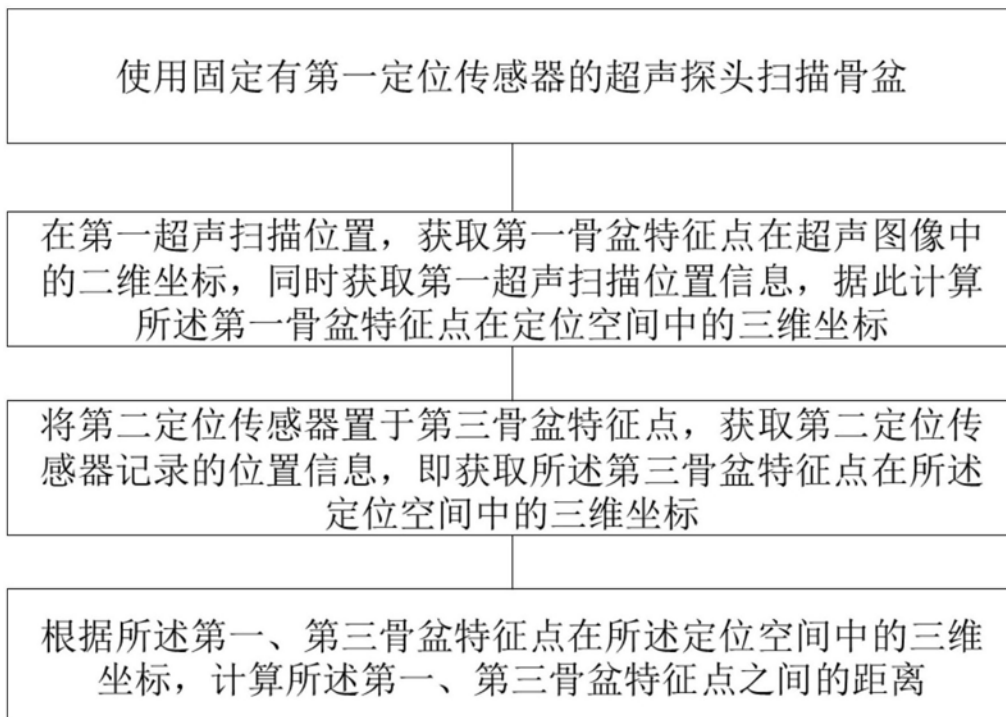 使用固定有第一定位传感器的超声探头扫描骨盆
在第一超声扫描位置，获取第一骨盆特征点在超声图像中
的二维坐标，同时获取第一超声扫描位置信息，据此计算
所述第一骨盆特征点在定位空间中的三维坐标
将第二定位传感器置于第三骨盆特征点，获取第二定位传
感器记录的位置信息，即获取所述第三骨盆特征点在所述
定位空间中的三维坐标
根据所述第一、第三骨盆特征点在所述定位空间中的三维
坐标，计算所述第一、第三骨盆特征点之间的距离